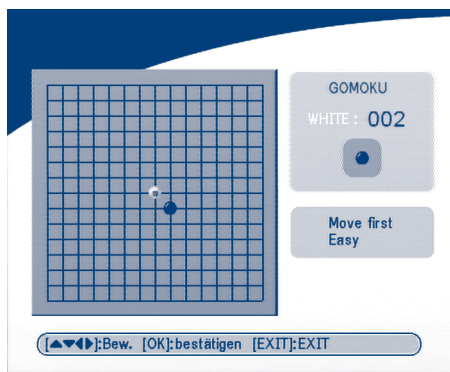 GOMOKU
WHITE: 002
Move first
Easy
[▲▼◀▶]:Bew. [OK]:bestätigen [EXIT]:EXIT